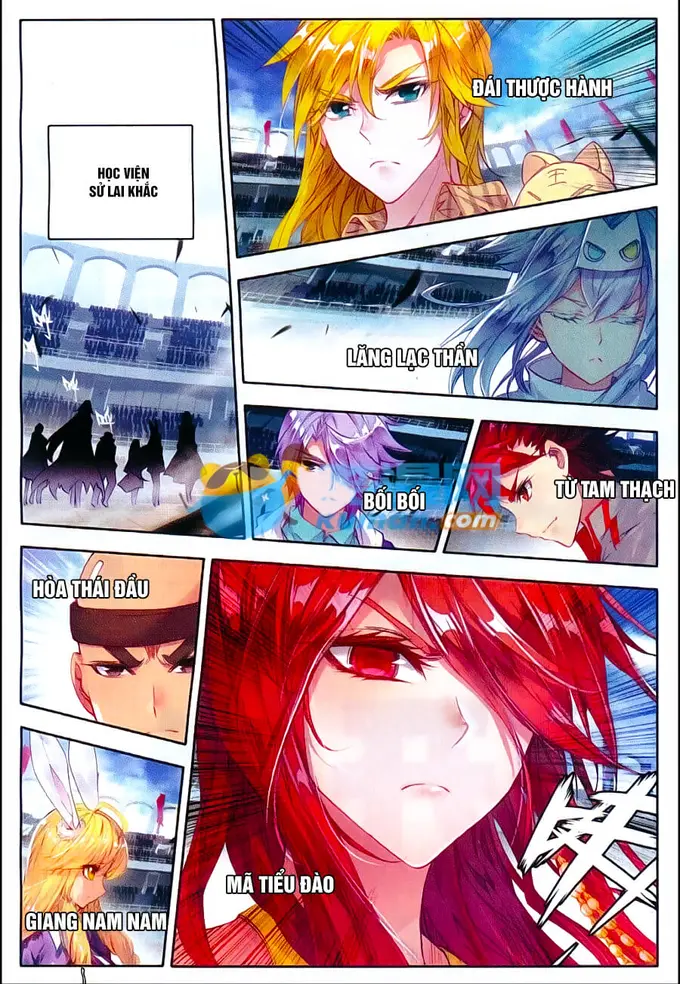 HỌC VIỆN
SỬ LAI KHẮC
ĐÁI THƯỢC HÀNH
LĂNG LẠC THẦN
BỐI BỐI
TỪ TAM THẠCH
HÒA THÁI ĐẦU
GIANG NAM NAM
MÃ TIỂU ĐÀO